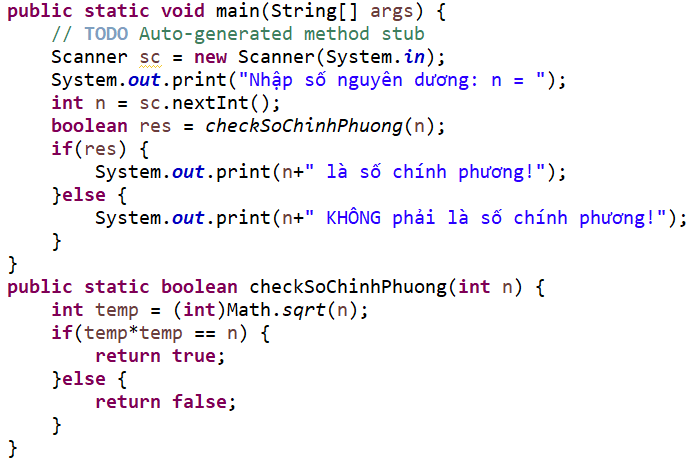 public static void main(String[] args) {
    // TODO Auto-generated method stub
    Scanner sc = new Scanner(System.in);
    System.out.print("Nhập số nguyên dương: n = ");
    int n = sc.nextInt();
    boolean res = checkSoChinhPhuong(n);
    if(res) {
        System.out.print(n+" là số chính phương!");
    }else {
        System.out.print(n+" KHÔNG phải là số chính phương!");
    }
}
public static boolean checkSoChinhPhuong(int n) {
    int temp = (int)Math.sqrt(n);
    if(temp*temp == n) {
        return true;
    }else {
        return false;
    }
}